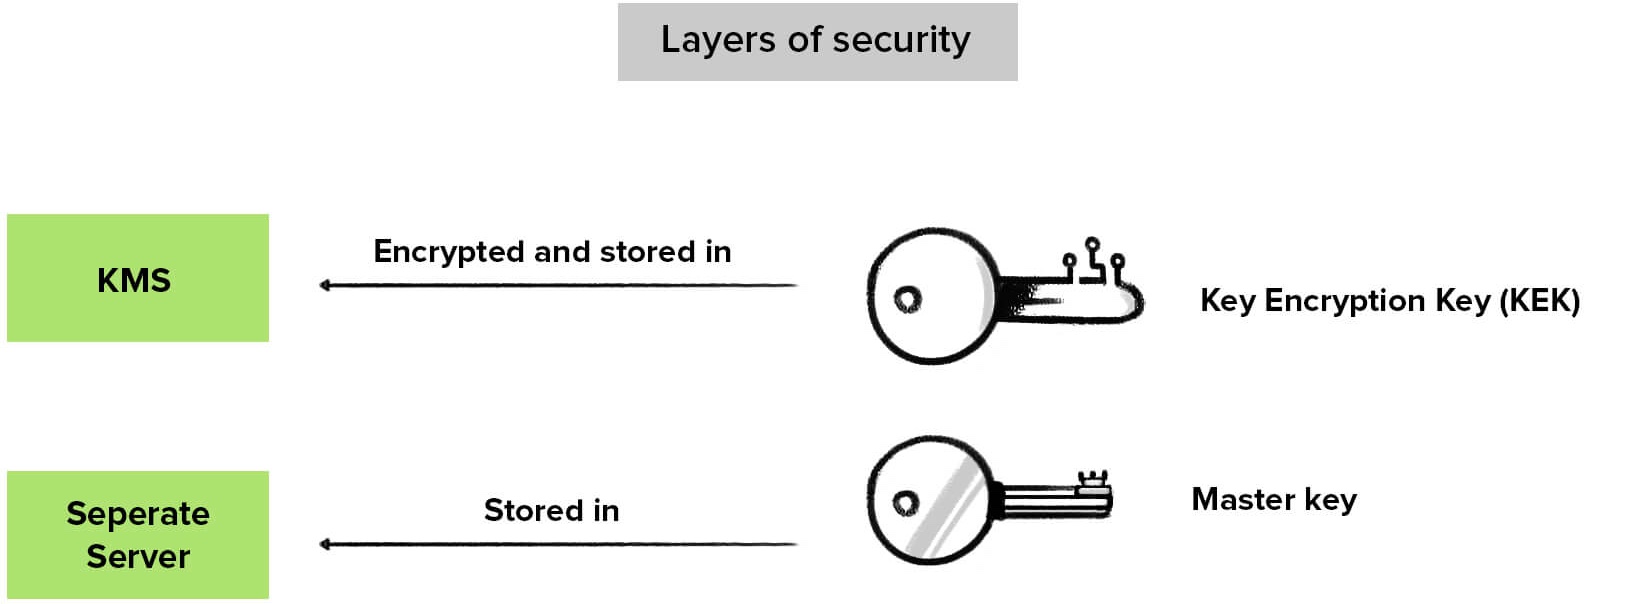 Layers of security
KMS
Encrypted and stored in
Key Encryption Key (KEK)
Seperate
Server
Stored in
Master key